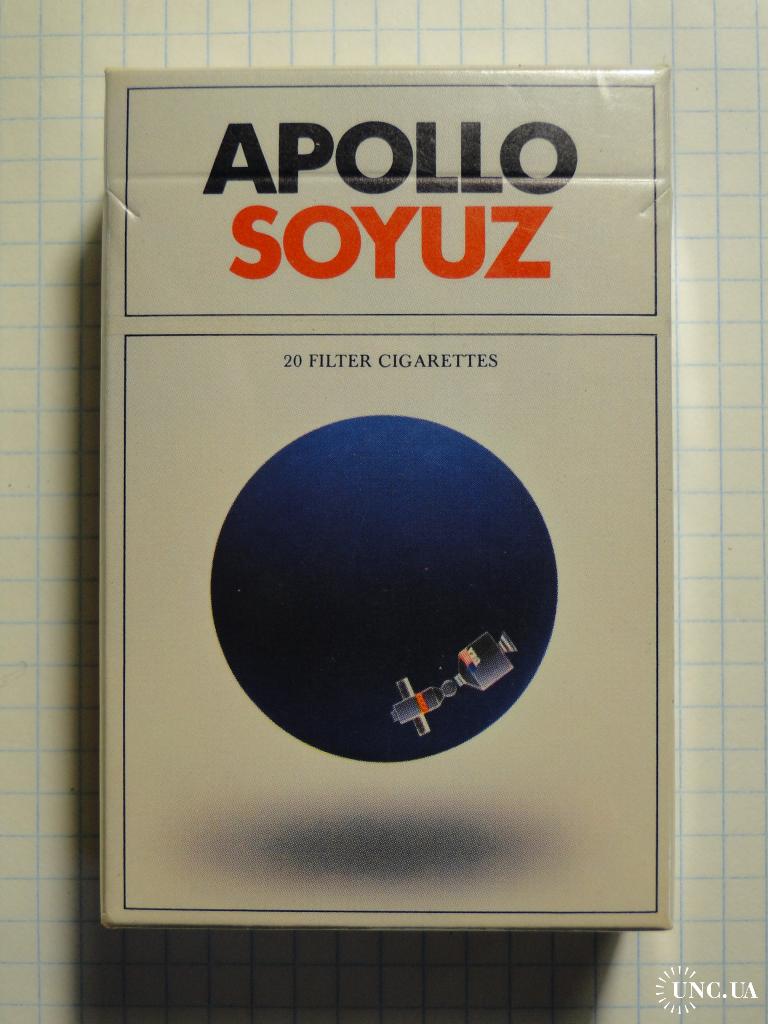 APOLLO
SOYUZ
20 FILTER CIGARETTES
UNC.UA